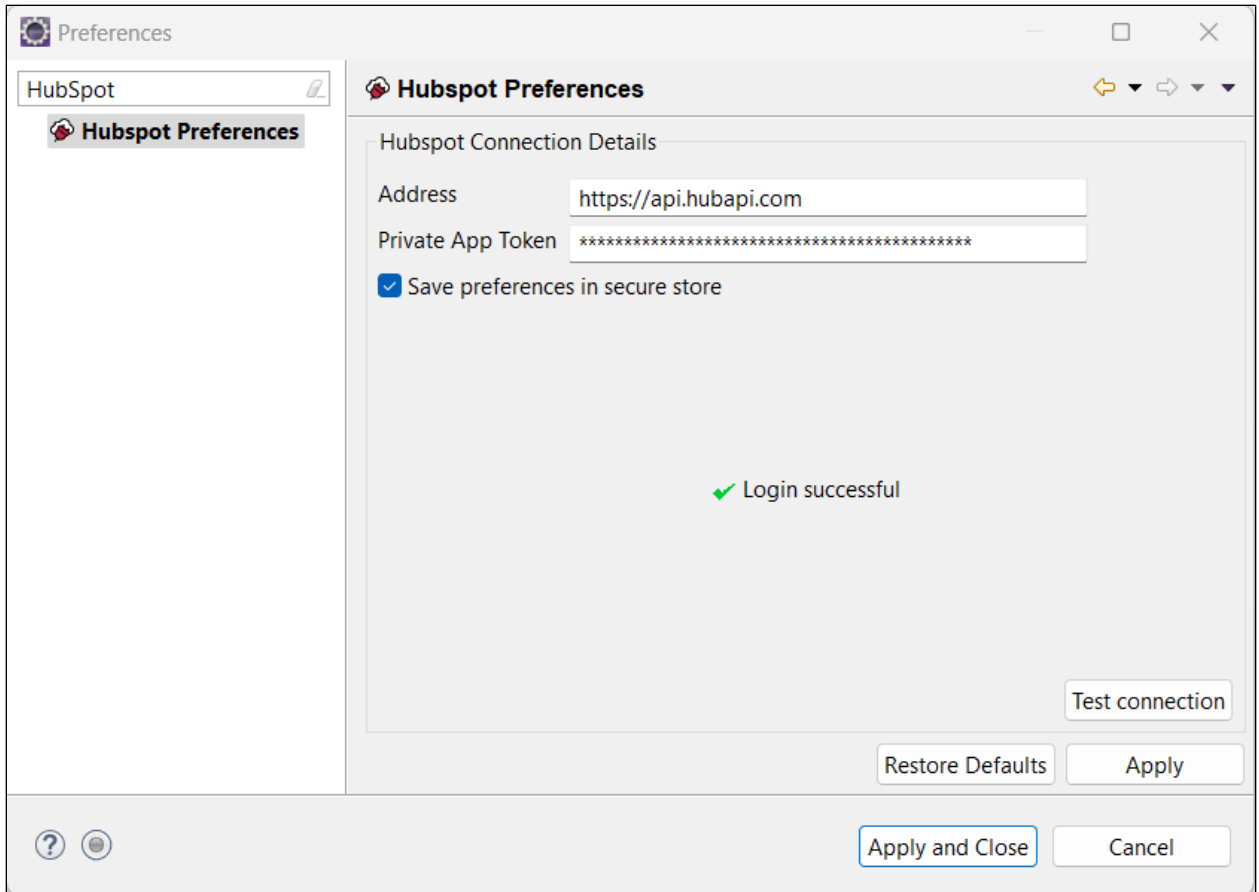 Preferences
HubSpot
Hubspot Preferences
Hubspot Preferences
Hubspot Connection Details
Address https://api.hubapi.com
Private App Token ********************************************
Save preferences in secure store
Login successful
Test connection
Restore Defaults Apply
? Apply and Close Cancel